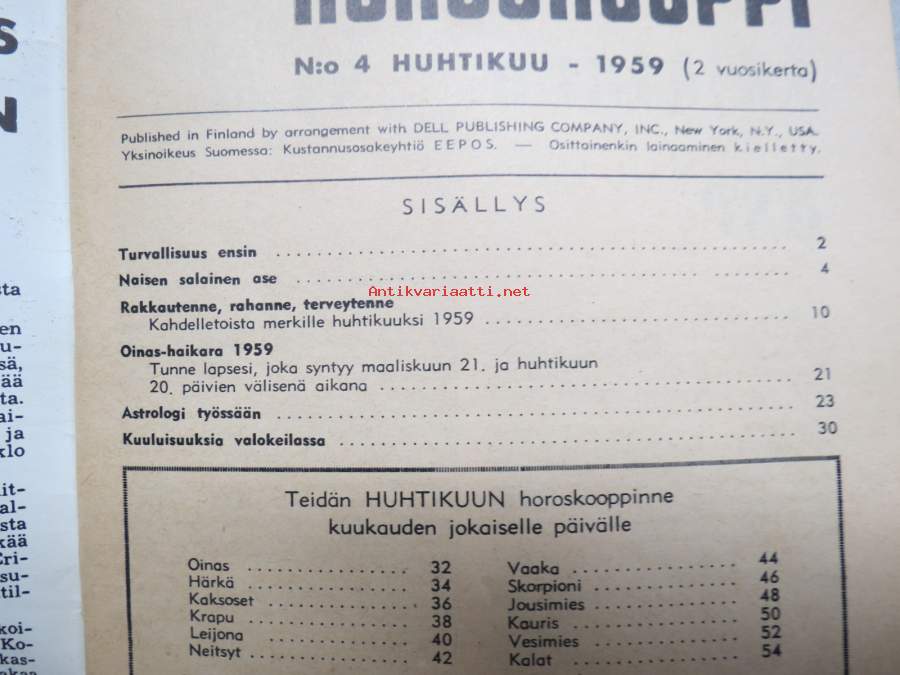 HOROSKOOPPI
N:o 4 HUHTIKUU - 1959 (2 vuosikerta)
Published in Finland by arrangement with DELL PUBLISHING COMPANY, INC., New York, N.Y., USA.
Yksinoikeus Suomessa: Kustannusosakeyhtiö EEPOS. — Osittainenkin lainaaminen kielletty.
SISÄLLYS
Turvallisuus ensin 2
Naisen salainen ase 4
Antikvariaatti.net
Rakkautenne, rahanne, terveytenne
Kahdelletoista merkille huhtikuuksi 1959 10
Oinas-haikara 1959
Tunne lapsesi, joka syntyy maaliskuun 21. ja huhtikuun
20. päivien välisenä aikana 21
Astrologi työssään 23
Kuuluisuuksia valokeilassa 30
Teidän HUHTIKUUN horoskooppinne
kuukauden jokaiselle päivälle
Oinas 32
Härkä 34
Kaksoset 36
Krapu 38
Leijona 40
Neitsyt 42
Vaaka 44
Skorpioni 46
Jousimies 48
Kauris 50
Vesimies 52
Kalat 54